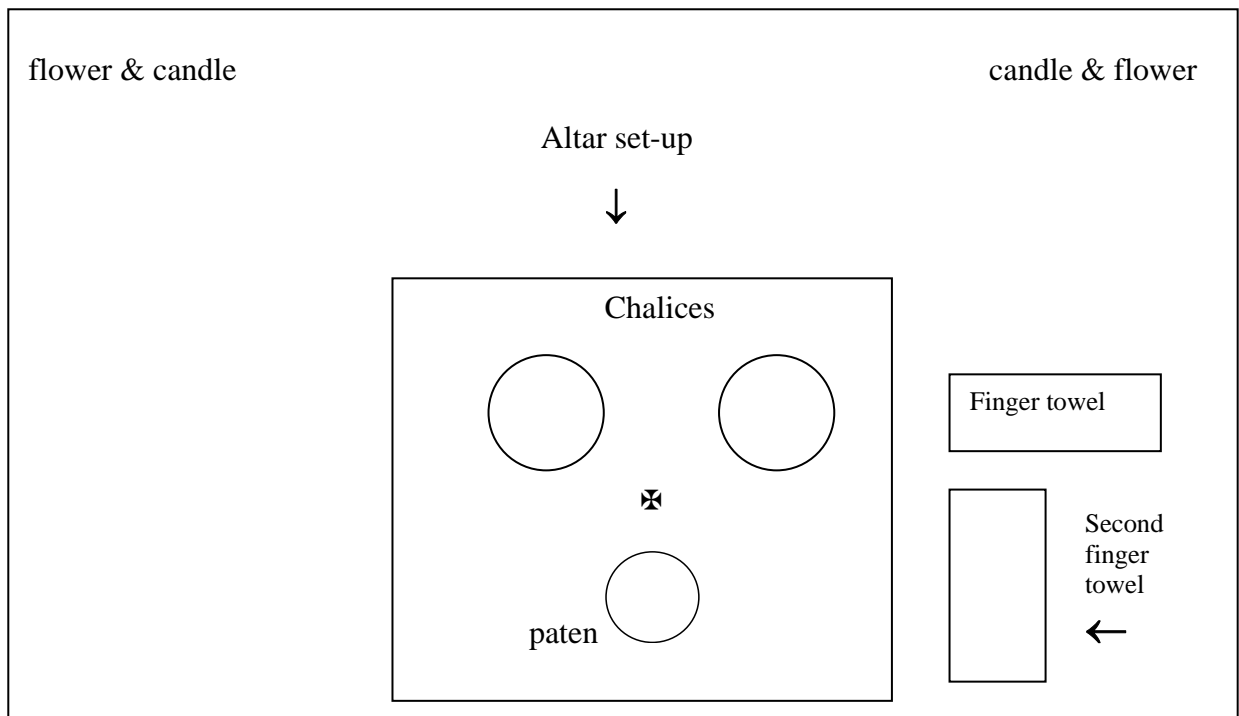 flower & candle
candle & flower
Altar set-up
↓
Chalices
Finger towel
✠
Second
finger
towel
←
paten